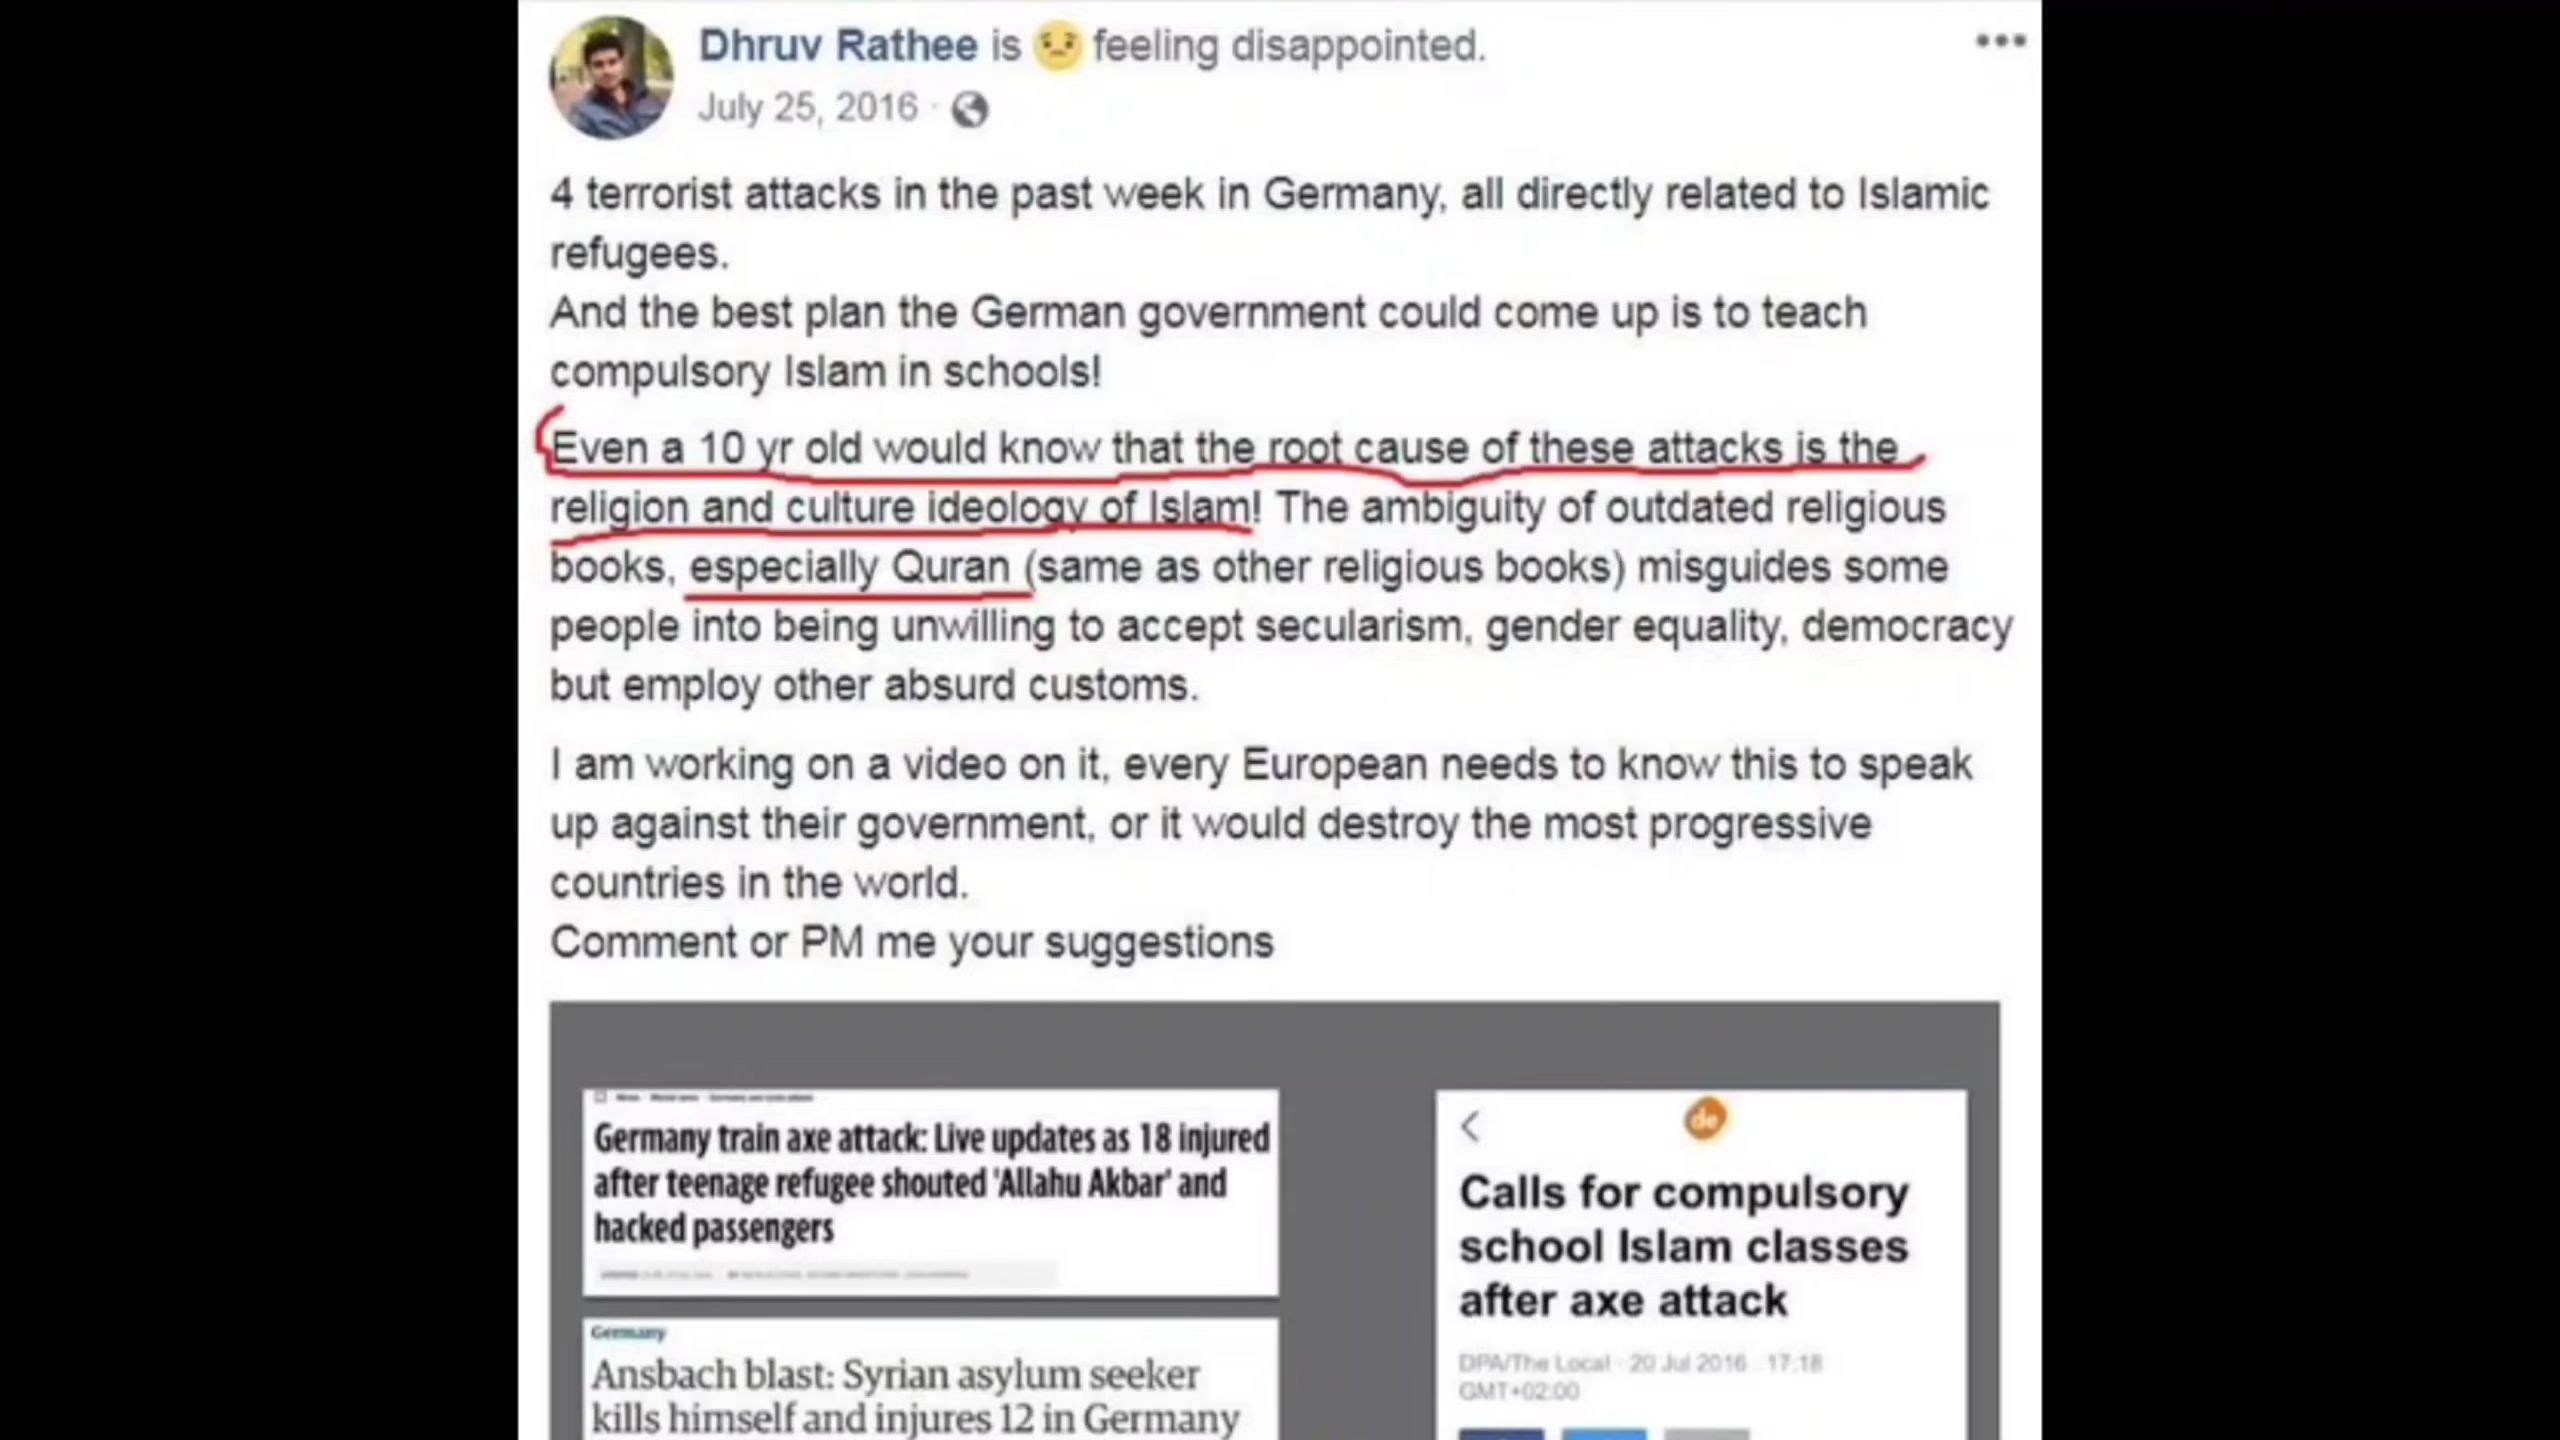 Dhruv Rathee is feeling disappointed.
July 25, 2016
4 terrorist attacks in the past week in Germany, all directly related to Islamic
refugees.
And the best plan the German government could come up is to teach
compulsory Islam in schools!
Even a 10 yr old would know that the root cause of these attacks is the
religion and culture ideology of Islam! The ambiguity of outdated religious
books, especially Quran (same as other religious books) misguides some
people into being unwilling to accept secularism, gender equality, democracy
but employ other absurd customs.
I am working on a video on it, every European needs to know this to speak
up against their government, or it would destroy the most progressive
countries in the world.
Comment or PM me your suggestions
Germany train axe attack: Live updates as 18 injured
after teenage refugee shouted 'Allahu Akbar' and
hacked passengers
Germany
Ansbach blast: Syrian asylum seeker
kills himself and injures 12 in Germany
de
Calls for compulsory
school Islam classes
after axe attack
DPA/The Local · 20 Jul 2016 17:18
GMT+02:00